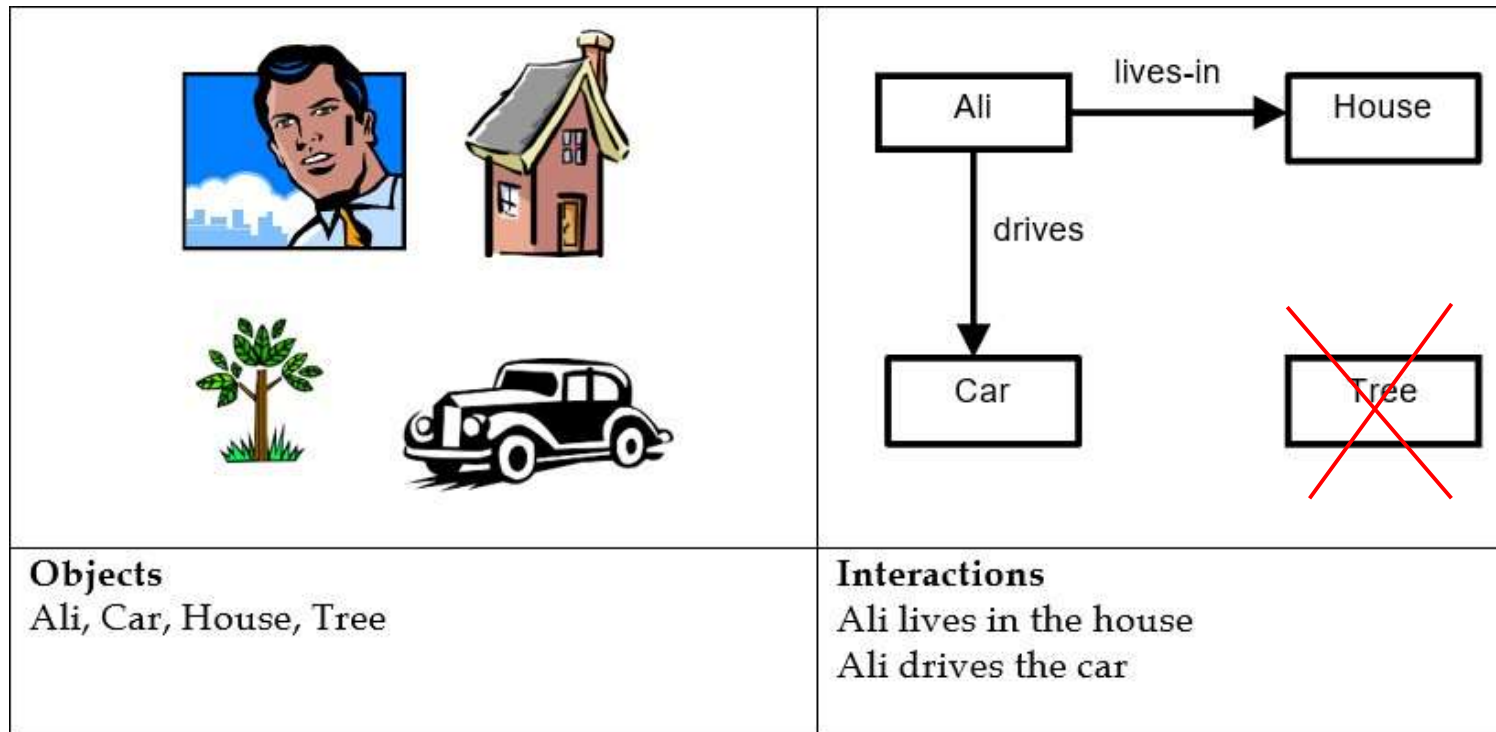 lives-in
Ali
House
drives
Car
Tree
Objects
Ali, Car, House, Tree
Interactions
Ali lives in the house
Ali drives the car